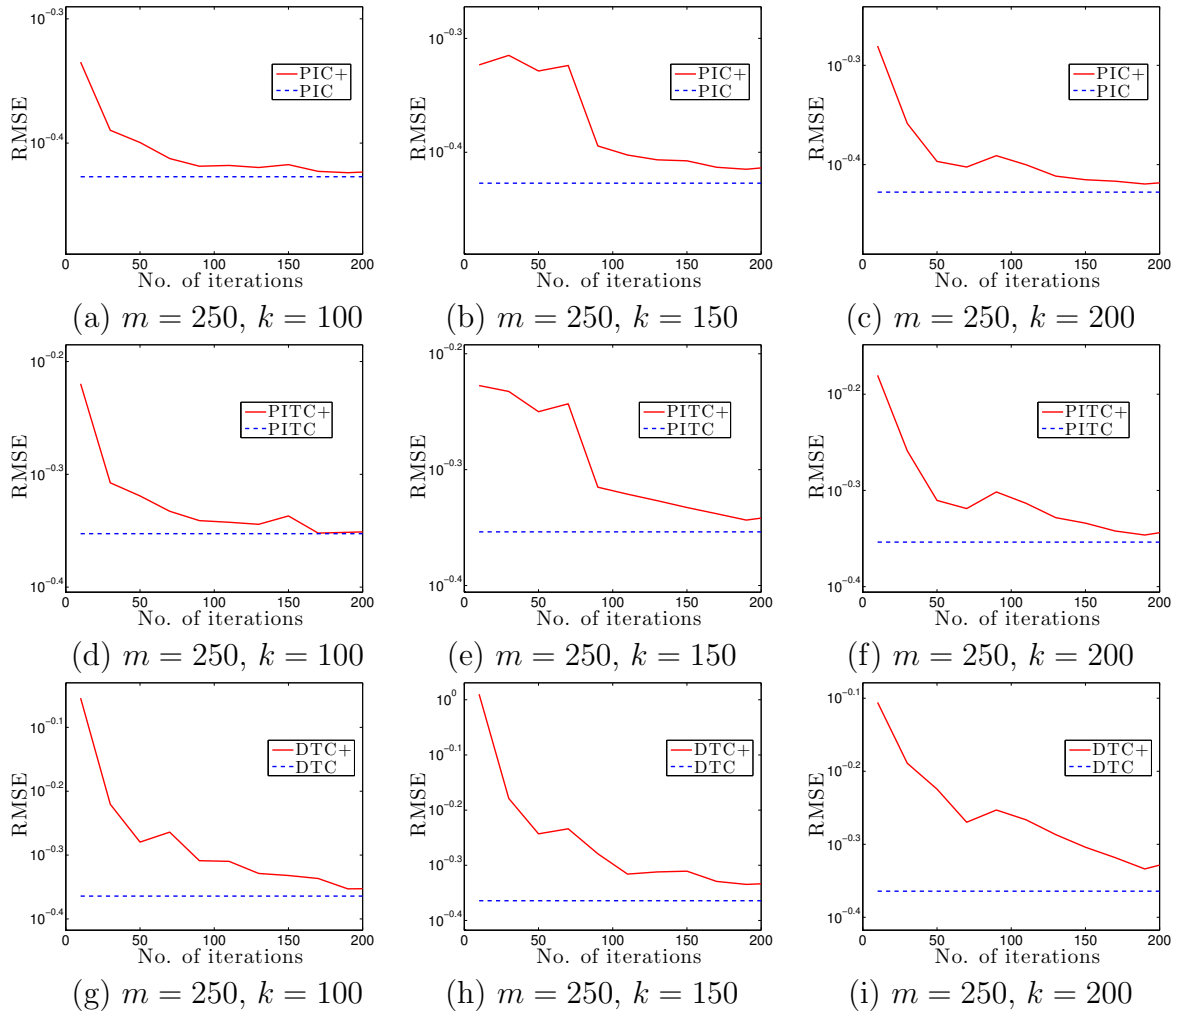 10^−0.3
10^−0.4
RMSE
PIC+
PIC
0 50 100 150 200
No. of iterations
(a) m = 250, k = 100
10^−0.3
10^−0.4
RMSE
PIC+
PIC
0 50 100 150 200
No. of iterations
(b) m = 250, k = 150
10^−0.3
10^−0.4
RMSE
PIC+
PIC
0 50 100 150 200
No. of iterations
(c) m = 250, k = 200
10^−0.2
10^−0.3
10^−0.4
RMSE
PITC+
PITC
0 50 100 150 200
No. of iterations
(d) m = 250, k = 100
10^−0.2
10^−0.3
10^−0.4
RMSE
PITC+
PITC
0 50 100 150 200
No. of iterations
(e) m = 250, k = 150
10^−0.2
10^−0.3
10^−0.4
RMSE
PITC+
PITC
0 50 100 150 200
No. of iterations
(f) m = 250, k = 200
10^−0.1
10^−0.2
10^−0.3
10^−0.4
RMSE
DTC+
DTC
0 50 100 150 200
No. of iterations
(g) m = 250, k = 100
10^0
10^−0.1
10^−0.2
10^−0.3
10^−0.4
RMSE
DTC+
DTC
0 50 100 150 200
No. of iterations
(h) m = 250, k = 150
10^−0.1
10^−0.2
10^−0.3
10^−0.4
RMSE
DTC+
DTC
0 50 100 150 200
No. of iterations
(i) m = 250, k = 200